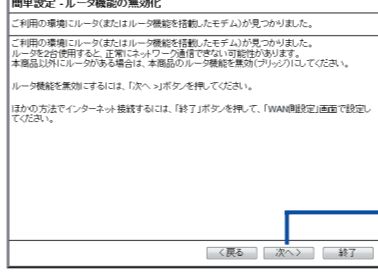 簡単設定 - ルータ機能の無効化
ご利用の環境にルータ(またはルータ機能を搭載したモデム)が見つかりました。
ご利用の環境にルータ(またはルータ機能を搭載したモデム)が見つかりました。
ルータを2台使用すると、正常にネットワーク通信できない可能性があります。
本商品以外にルータがある場合は、本商品のルータ機能を無効(ブリッジ)にしてください。
ルータ機能を無効にするには、「次へ >」ボタンを押してください。
ほかの方法でインターネット接続するには、「終了」ボタンを押して、「WAN側設定」画面で設定し
てください。
< 戻る 次へ > 終了